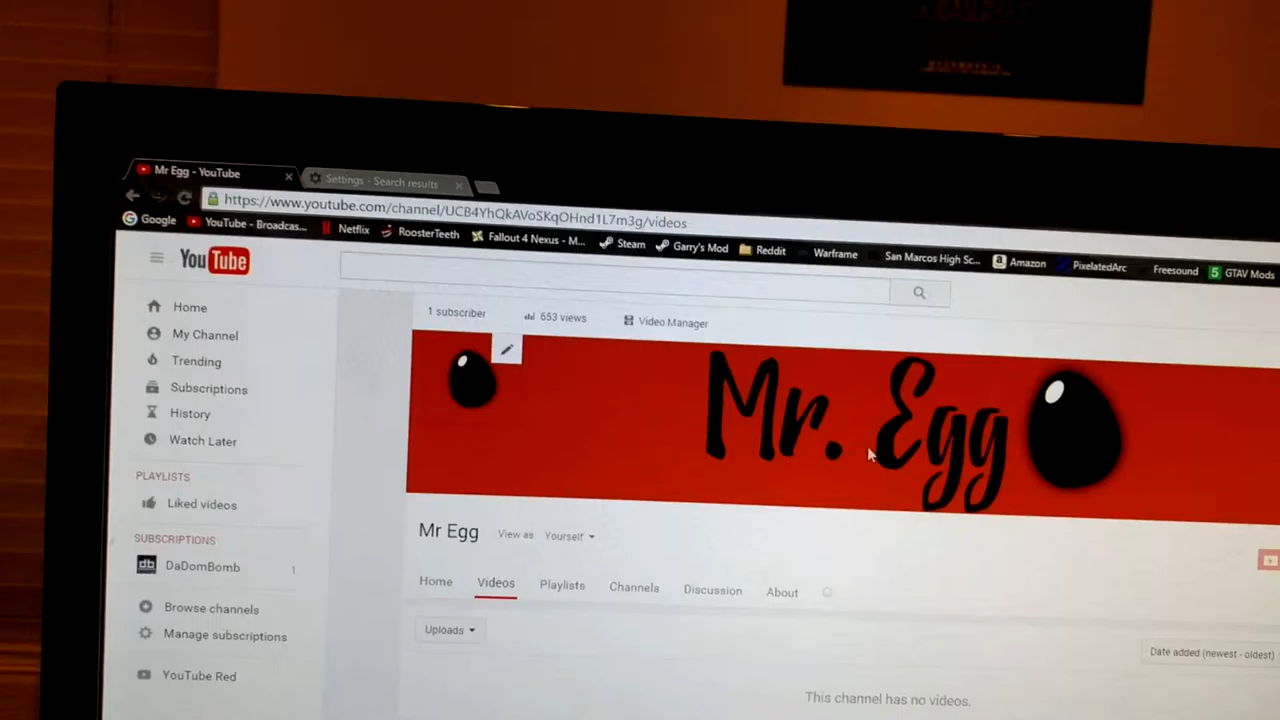 WARS
Mr Egg - YouTube
Settings - Search results
https://www.youtube.com/channel/UCB4YhQkAVoSKqOHnd1L7m3g/videos
Google YouTube - Broadcas... Netflix RoosterTeeth Fallout 4 Nexus - M... Steam Garry's Mod Reddit Warframe San Marcos High Sc... Amazon PixelatedArc Freesound GTAV Mods
YouTube
1 subscriber 653 views Video Manager
Home
My Channel
Trending
Subscriptions
History
Watch Later
PLAYLISTS
Liked videos
SUBSCRIPTIONS
DaDomBomb 1
Browse channels
Manage subscriptions
YouTube Red
Mr. Egg
Mr Egg View as: Yourself
Home Videos Playlists Channels Discussion About
Uploads
Date added (newest - oldest)
This channel has no videos.